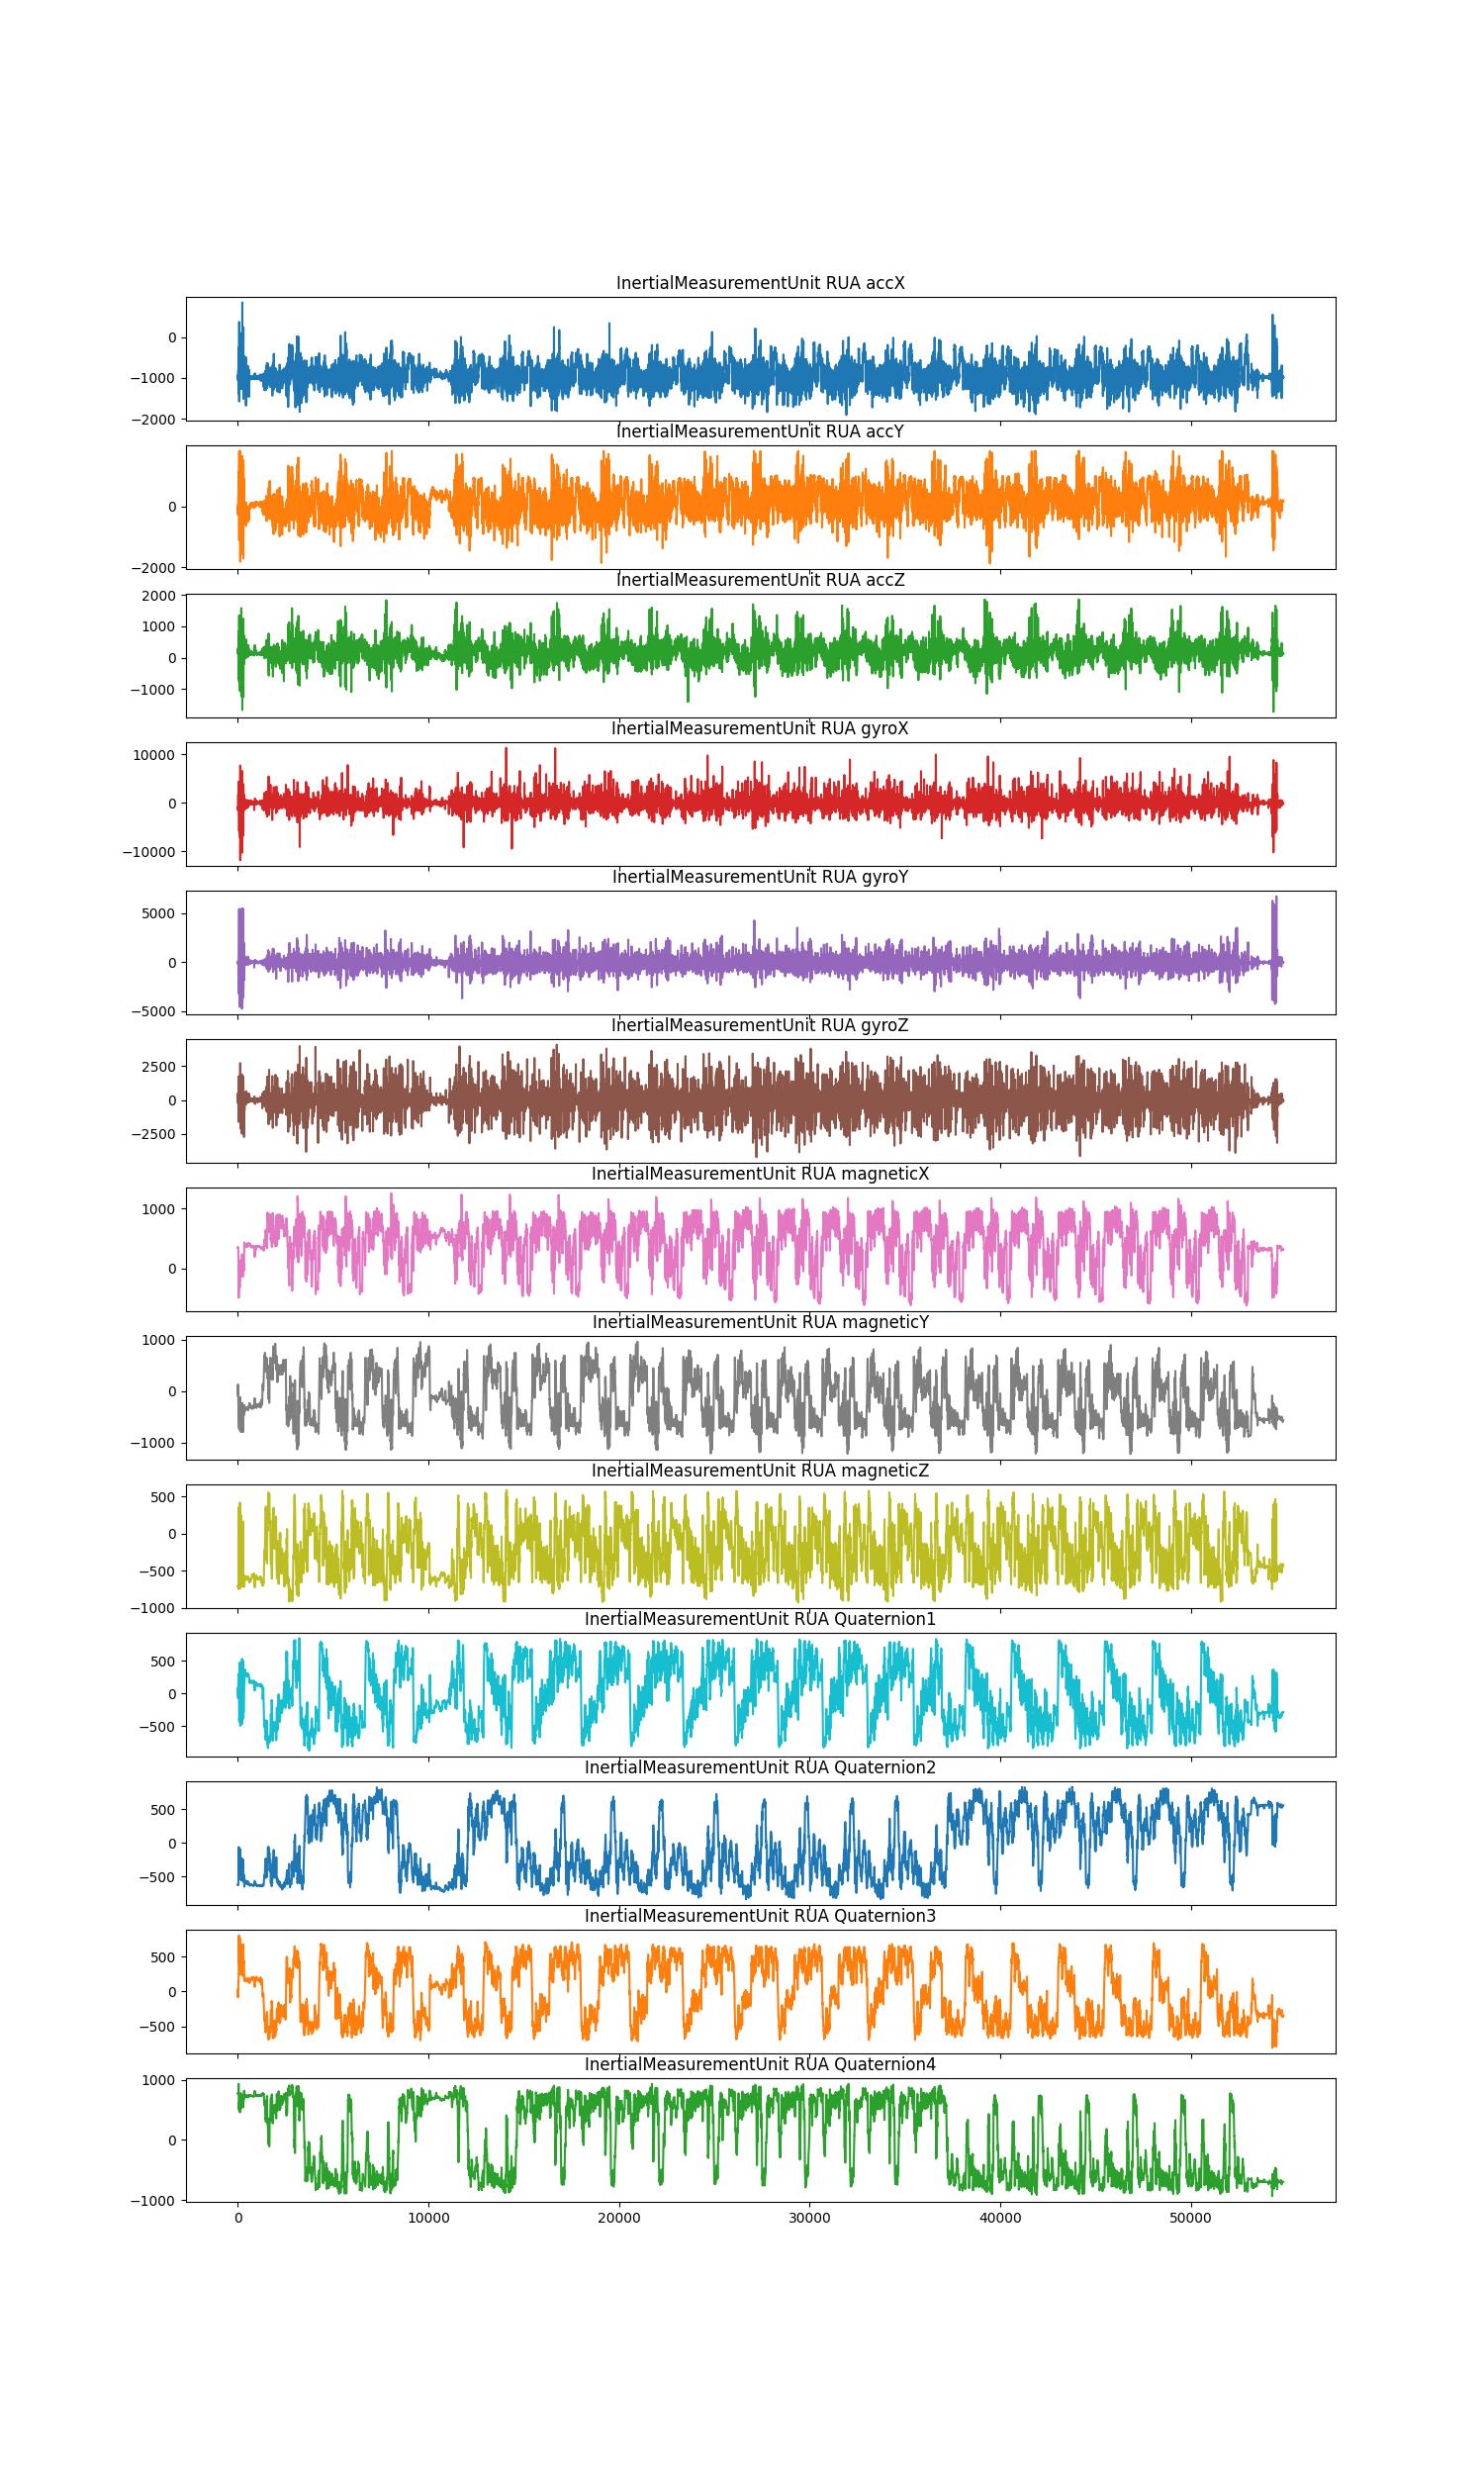 InertialMeasurementUnit RUA accX
0
−1000
−2000
InertialMeasurementUnit RUA accY
0
−2000
InertialMeasurementUnit RUA accZ
2000
1000
0
−1000
InertialMeasurementUnit RUA gyroX
10000
0
−10000
InertialMeasurementUnit RUA gyroY
5000
0
−5000
InertialMeasurementUnit RUA gyroZ
2500
0
−2500
InertialMeasurementUnit RUA magneticX
1000
0
InertialMeasurementUnit RUA magneticY
1000
0
−1000
InertialMeasurementUnit RUA magneticZ
500
0
−500
−1000
InertialMeasurementUnit RUA Quaternion1
500
0
−500
InertialMeasurementUnit RUA Quaternion2
500
0
−500
InertialMeasurementUnit RUA Quaternion3
500
0
−500
InertialMeasurementUnit RUA Quaternion4
1000
0
−1000
0 10000 20000 30000 40000 50000